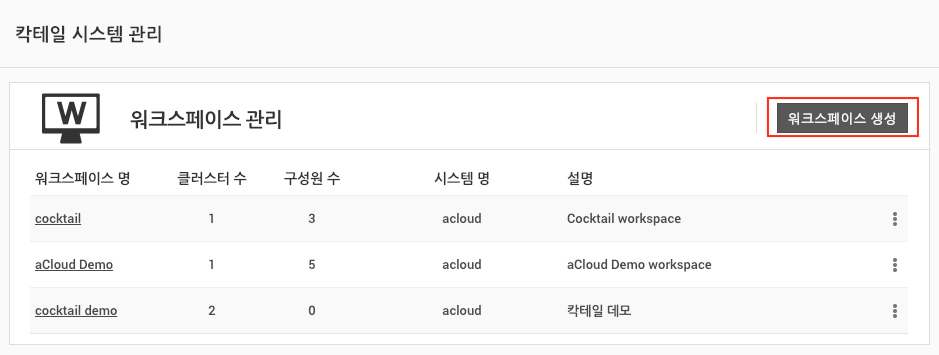 칵테일 시스템 관리
W
워크스페이스 관리
워크스페이스 생성
워크스페이스 명 클러스터 수 구성원 수 시스템 명 설명
cocktail 1 3 acloud Cocktail workspace
aCloud Demo 1 5 acloud aCloud Demo workspace
cocktail demo 2 0 acloud 칵테일 데모